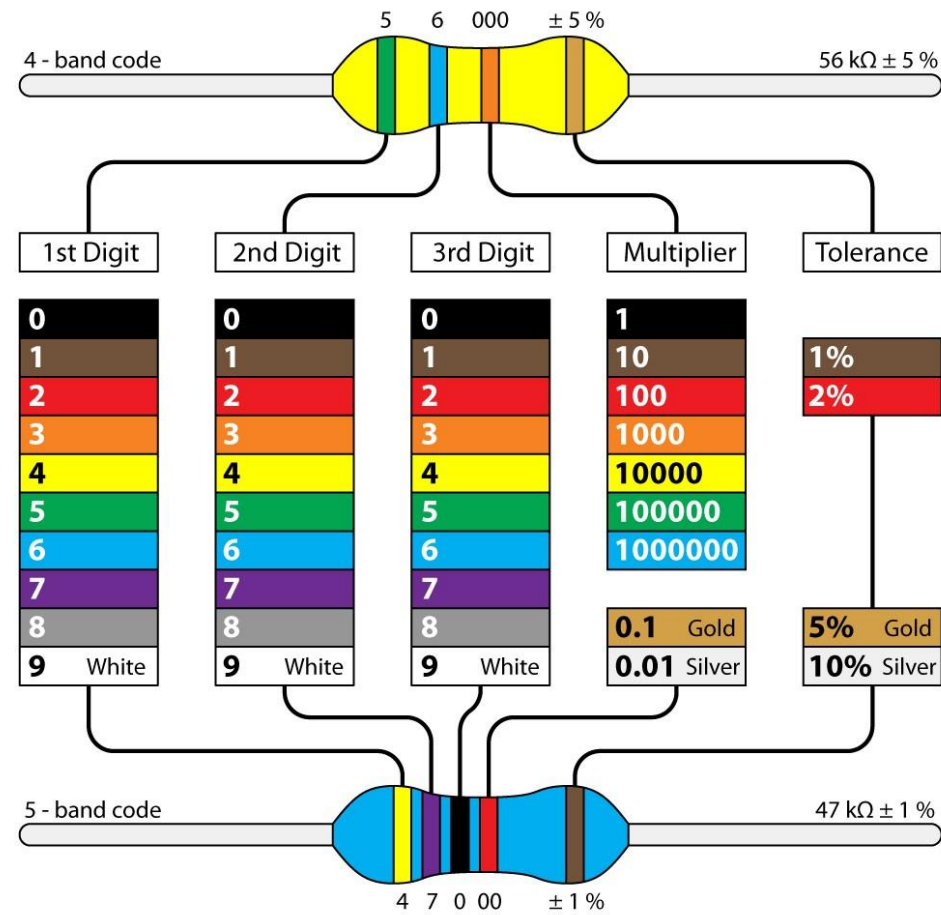 5 6 000 ± 5 %
4 - band code 56 kΩ ± 5 %
1st Digit 2nd Digit 3rd Digit Multiplier Tolerance
0 0 0 1
1 1 1 10 1%
2 2 2 100 2%
3 3 3 1000
4 4 4 10000
5 5 5 100000
6 6 6 1000000
7 7 7
8 8 8 0.1 Gold 5% Gold
9 White 9 White 9 White 0.01 Silver 10% Silver
5 - band code 47 kΩ ± 1 %
4 7 0 00 ± 1 %